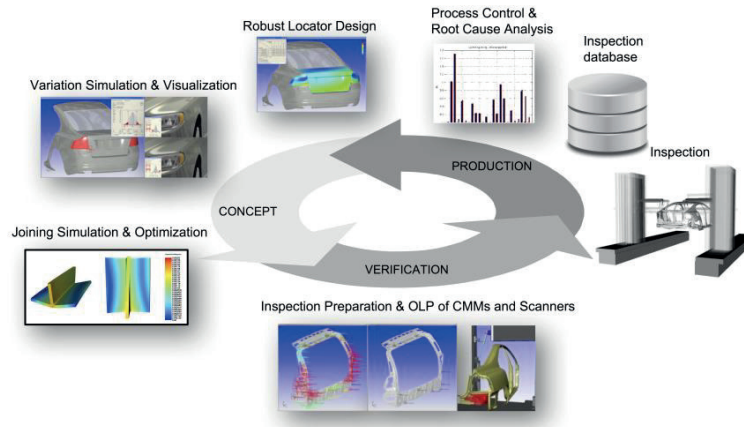 Robust Locator Design
Process Control &
Root Cause Analysis
Inspection
database
Variation Simulation & Visualization
PRODUCTION
Inspection
CONCEPT
Joining Simulation & Optimization
VERIFICATION
Inspection Preparation & OLP of CMMs and Scanners